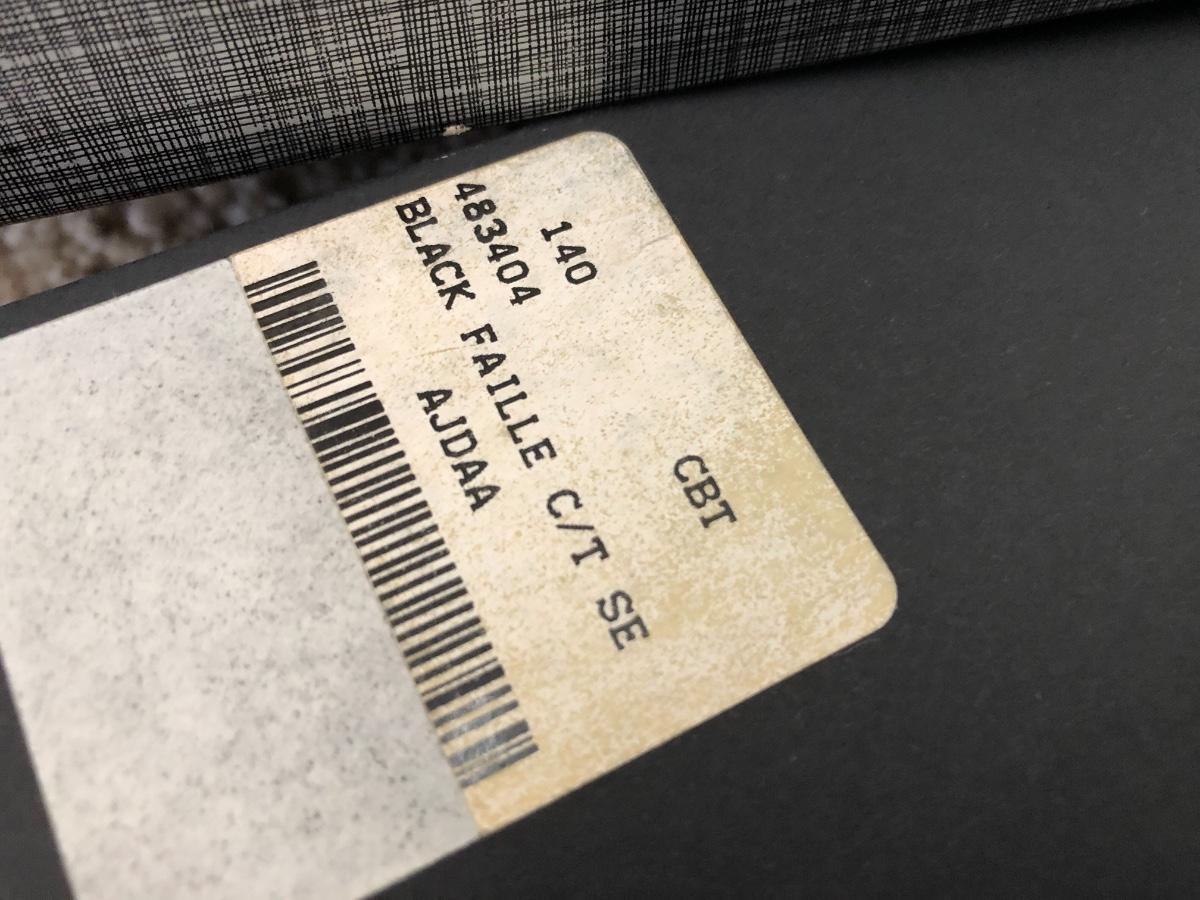 CBT
140
483404
BLACK FAILLE C/T SE
AJDAA